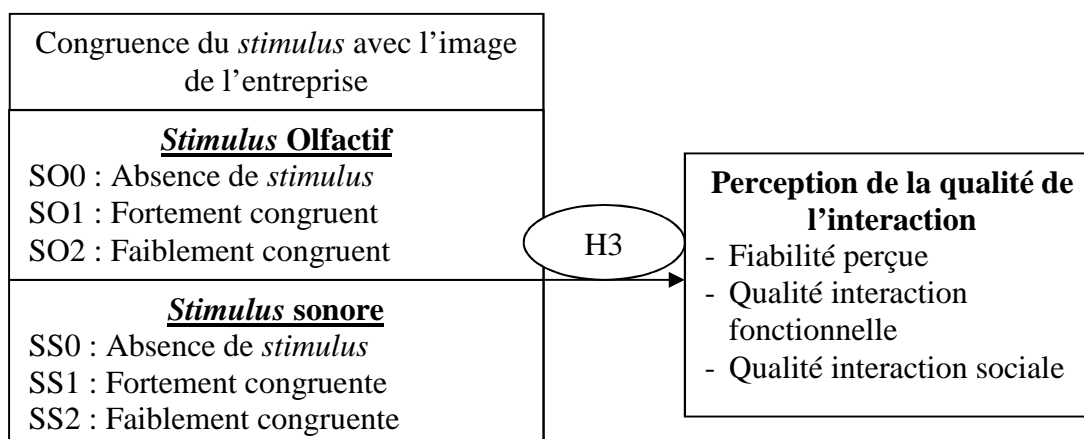 Congruence du stimulus avec l’image
de l’entreprise
Stimulus Olfactif
SO0 : Absence de stimulus
SO1 : Fortement congruent
SO2 : Faiblement congruent
Stimulus sonore
SS0 : Absence de stimulus
SS1 : Fortement congruente
SS2 : Faiblement congruente
H3
Perception de la qualité de
l’interaction
- Fiabilité perçue
- Qualité interaction
fonctionnelle
- Qualité interaction sociale